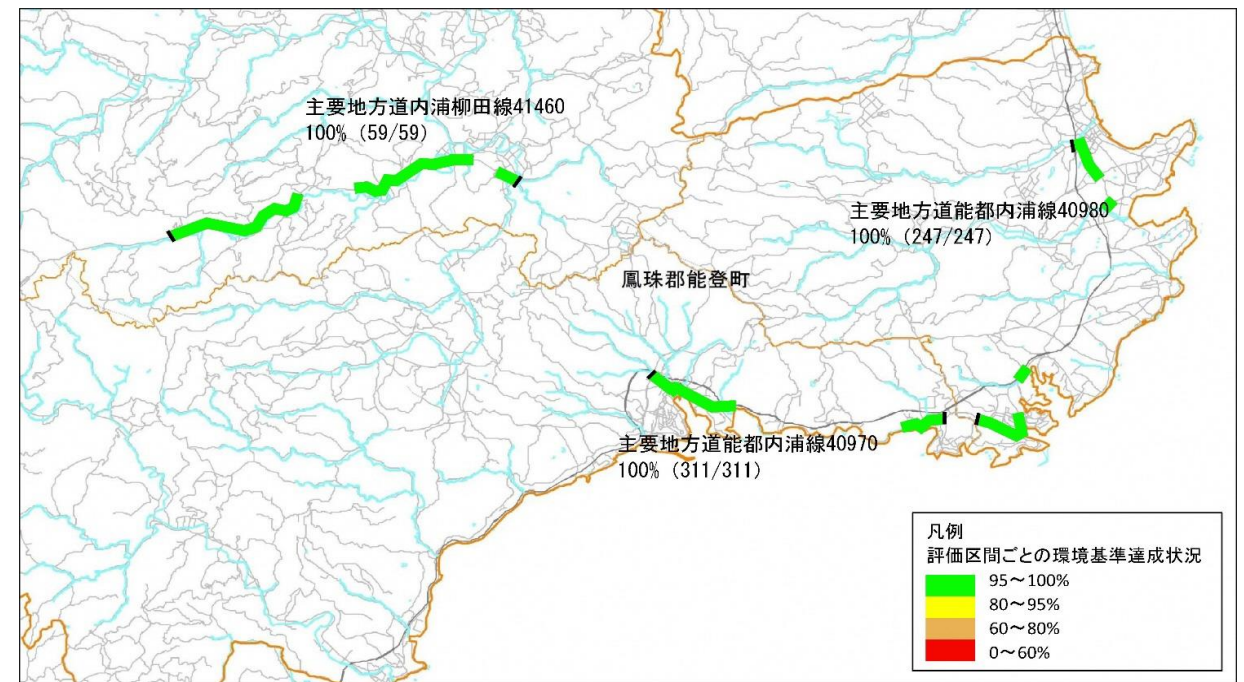 主要地方道内浦柳田線41460
100% (59/59)
主要地方道能都内浦線40980
100% (247/247)
鳳珠郡能登町
主要地方道能都内浦線40970
100% (311/311)
凡例
評価区間ごとの環境基準達成状況
95～100%
80～95%
60～80%
0～60%